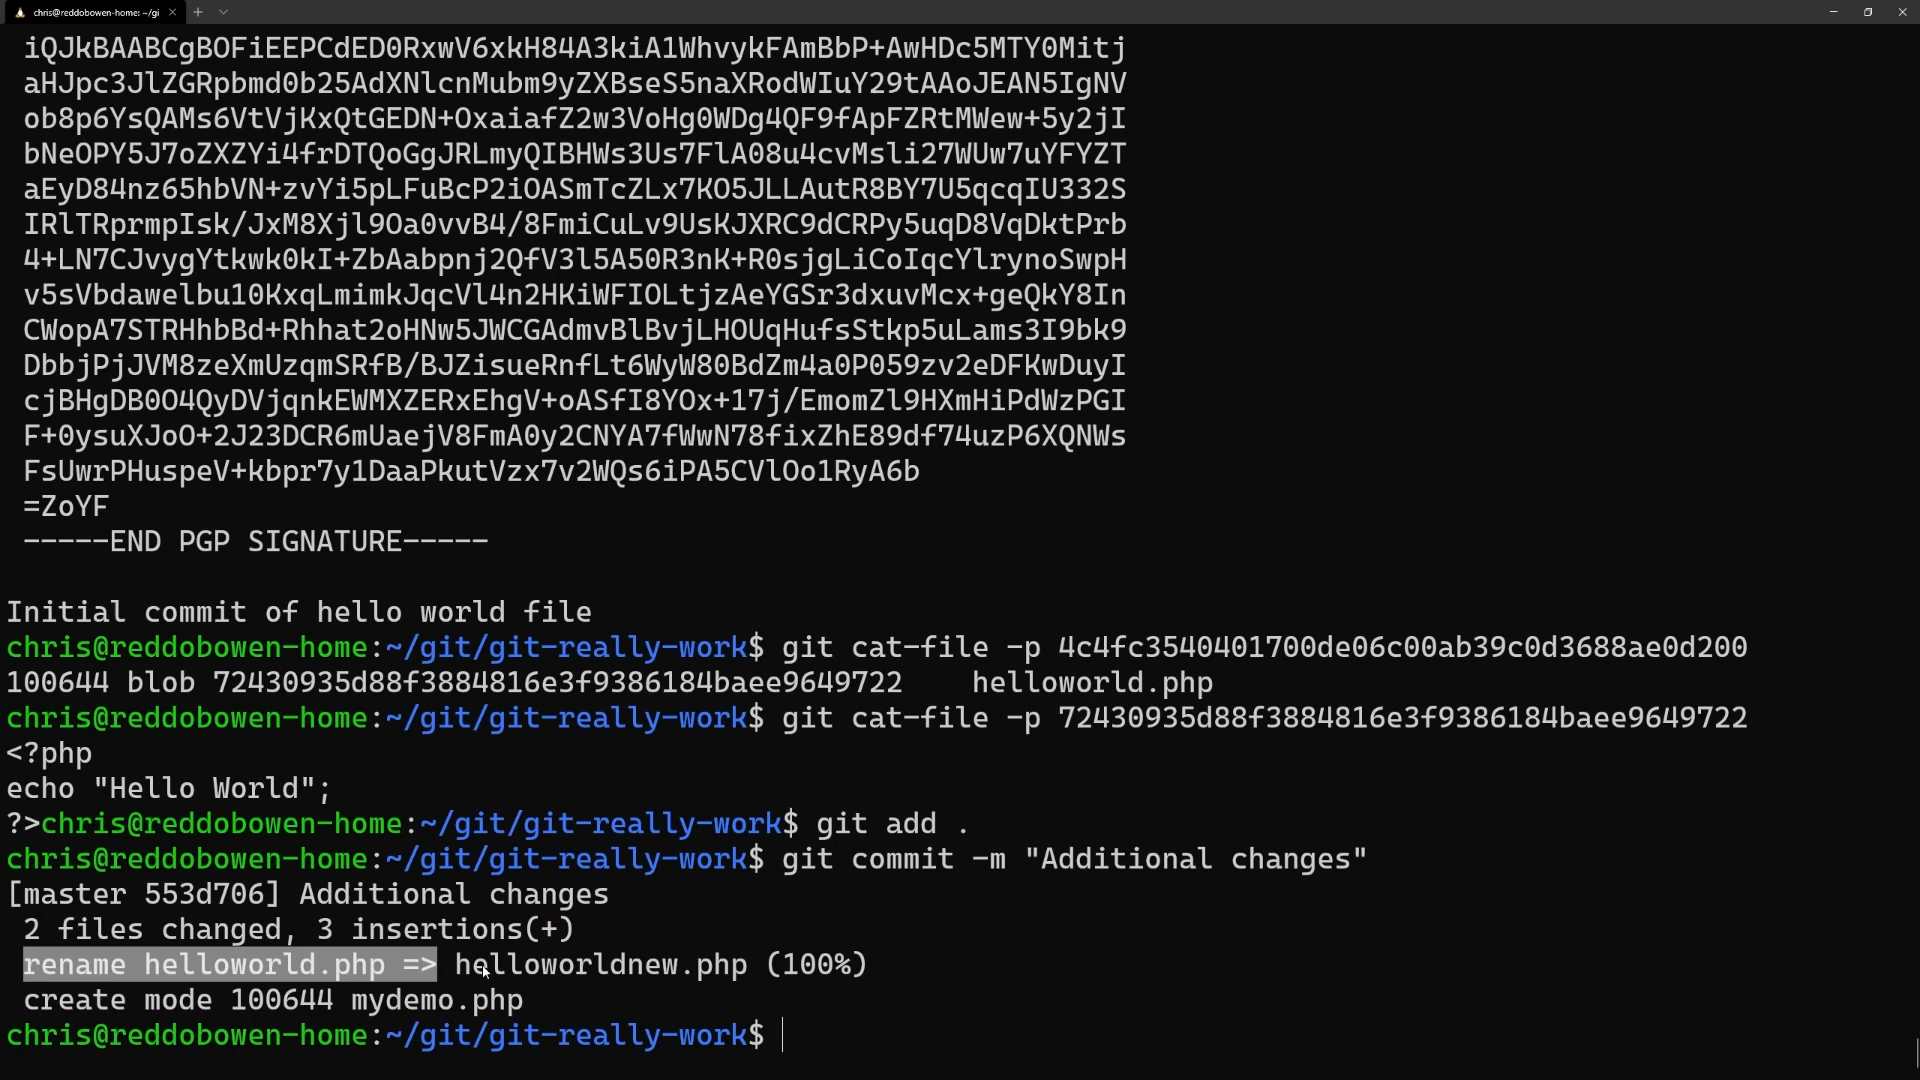 chris@reddobowen-home: ~/gi
iQJkBAABCgBOFiEEPCdED0RxwV6xkH84A3kiA1WhvykFAmBbP+AwHDc5MTY0Mitj
aHJpc3JlZGRpbmd0b25AdXNlcnMubm9yZXBseS5naXRodWIuY29tAAoJEAN5IgNV
ob8p6YsQAMs6VtVjKxQtGEDN+OxaiafZ2w3VoHg0WDg4QF9fApFZRtMWew+5y2jI
bNeOPY5J7oZXZYi4frDTQoGgJRLmyQIBHWs3Us7FlA08u4cvMsli27WUw7uYFYZT
aEyD84nz65hbVN+zvYi5pLFuBcP2iOASmTcZLx7KO5JLLAutR8BY7U5qcqIU332S
IRlTRprmpIsk/JxM8Xjl9Oa0vvB4/8FmiCuLv9UsKJXRC9dCRPy5uqD8VqDktPrb
4+LN7CJvygYtkwk0kI+ZbAabpnj2QfV3l5A50R3nK+R0sjgLiCoIqcYlrynoSwpH
v5sVbdawelbu10KxqLmimkJqcVl4n2HKiWFIOLtjzAeYGSr3dxuvMcx+geQkY8In
CWopA7STRHhbBd+Rhhat2oHNw5JWCGAdmvBlBvjLHOUqHufsStkp5uLams3I9bk9
DbbjPjJVM8zeXmUzqmSRfB/BJZisueRnfLt6WyW80BdZm4a0P059zv2eDFKwDuyI
cjBHgDB0O4QyDVjqnkEWMXZERxEhgV+oASfI8YOx+17j/EmomZl9HXmHiPdWzPGI
F+0ysuXJoO+2J23DCR6mUaejV8FmA0y2CNYA7fWwN78fixZhE89df74uzP6XQNWs
FsUwrPHuspeV+kbpr7y1DaaPkutVzx7v2WQs6iPA5CVlOo1RyA6b
=ZoYF
-----END PGP SIGNATURE-----
Initial commit of hello world file
chris@reddobowen-home:~/git/git-really-work$ git cat-file -p 4c4fc3540401700de06c00ab39c0d3688ae0d200
100644 blob 72430935d88f3884816e3f9386184baee9649722    helloworld.php
chris@reddobowen-home:~/git/git-really-work$ git cat-file -p 72430935d88f3884816e3f9386184baee9649722
<?php
echo "Hello World";
?>chris@reddobowen-home:~/git/git-really-work$ git add .
chris@reddobowen-home:~/git/git-really-work$ git commit -m "Additional changes"
[master 553d706] Additional changes
2 files changed, 3 insertions(+)
rename helloworld.php => helloworldnew.php (100%)
create mode 100644 mydemo.php
chris@reddobowen-home:~/git/git-really-work$